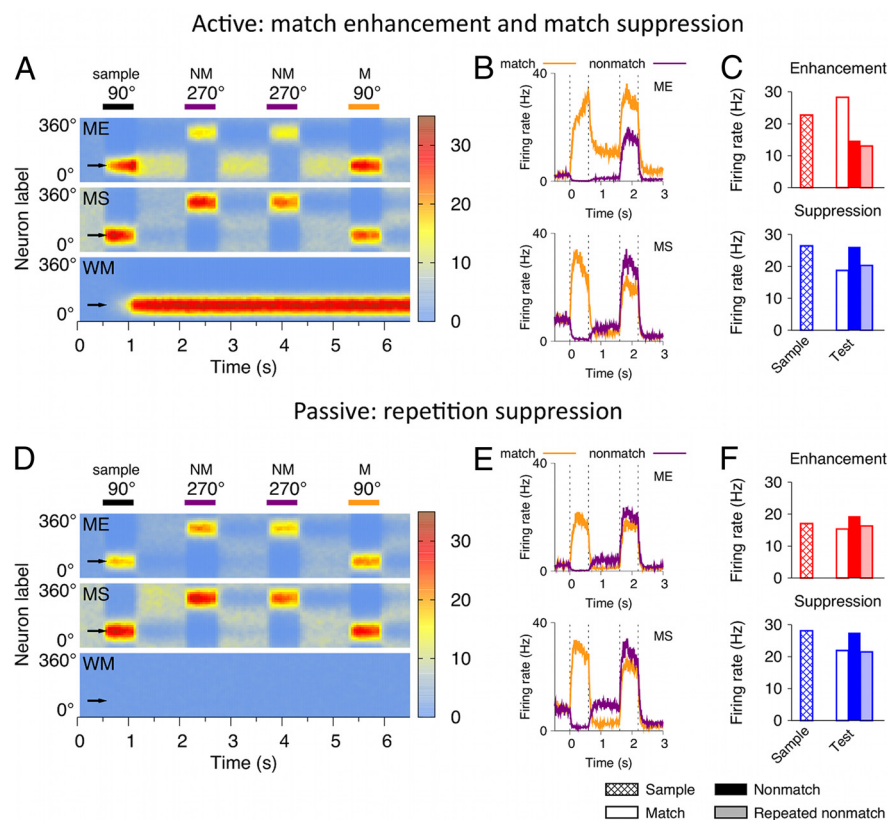 Active: match enhancement and match suppression
A
sample NM NM M
90° 270° 270° 90°
ME
360°
0°
MS
360°
0°
WM
360°
0°
Neuron label
30
20
10
0
0 1 2 3 4 5 6
Time (s)
B
match nonmatch
ME
40
20
0
Firing rate (Hz)
0 1 2 3
Time (s)
MS
40
20
0
Firing rate (Hz)
0 1 2 3
Time (s)
C
Enhancement
30
20
10
0
Firing rate (Hz)
Suppression
30
20
10
0
Firing rate (Hz)
Sample Test
Passive: repetition suppression
D
sample NM NM M
90° 270° 270° 90°
ME
360°
0°
MS
360°
0°
WM
360°
0°
Neuron label
30
20
10
0
0 1 2 3 4 5 6
Time (s)
E
match nonmatch
ME
40
20
0
Firing rate (Hz)
0 1 2 3
Time (s)
MS
40
20
0
Firing rate (Hz)
0 1 2 3
Time (s)
F
Enhancement
30
20
10
0
Firing rate (Hz)
Suppression
30
20
10
0
Firing rate (Hz)
Sample Test
Sample Nonmatch
Match Repeated nonmatch